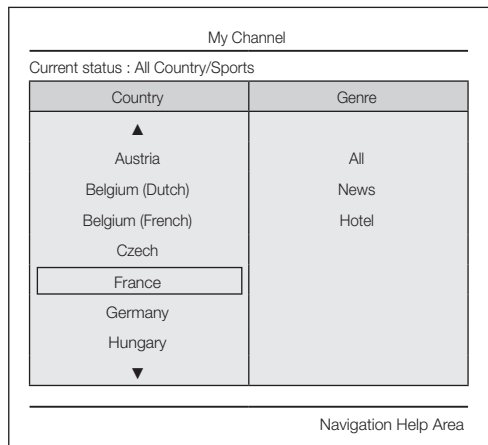 My Channel
Current status : All Country/Sports
Country Genre
▲
Austria All
Belgium (Dutch) News
Belgium (French) Hotel
Czech
France
Germany
Hungary
▼
Navigation Help Area